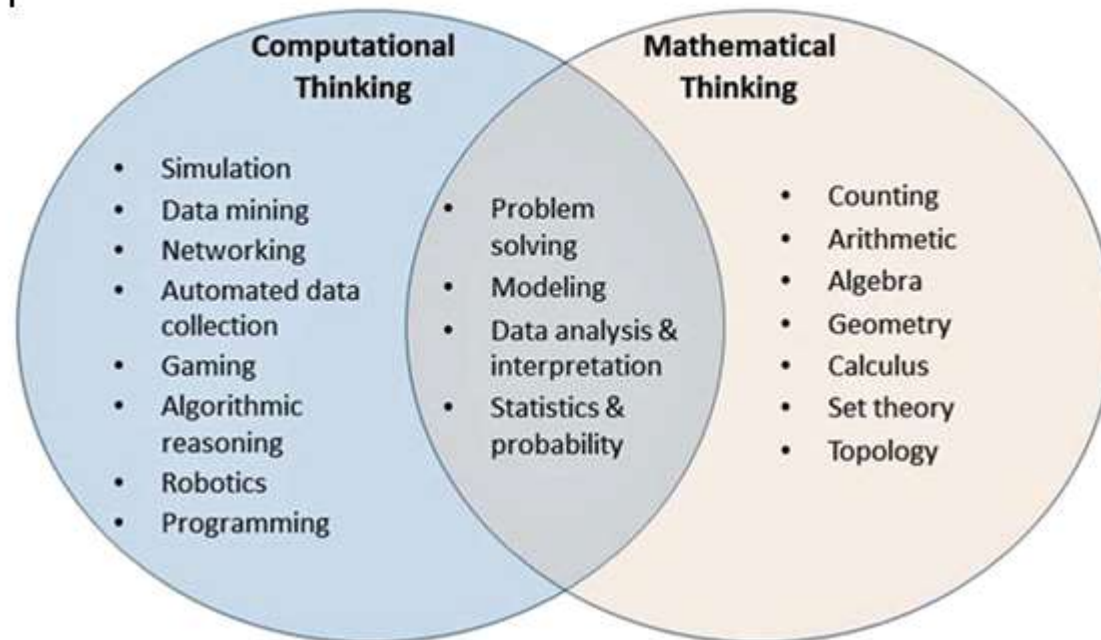 Computational
Thinking
Mathematical
Thinking
• Simulation
• Data mining
• Networking
• Automated data
collection
• Gaming
• Algorithmic
reasoning
• Robotics
• Programming
• Problem
solving
• Modeling
• Data analysis &
interpretation
• Statistics &
probability
• Counting
• Arithmetic
• Algebra
• Geometry
• Calculus
• Set theory
• Topology